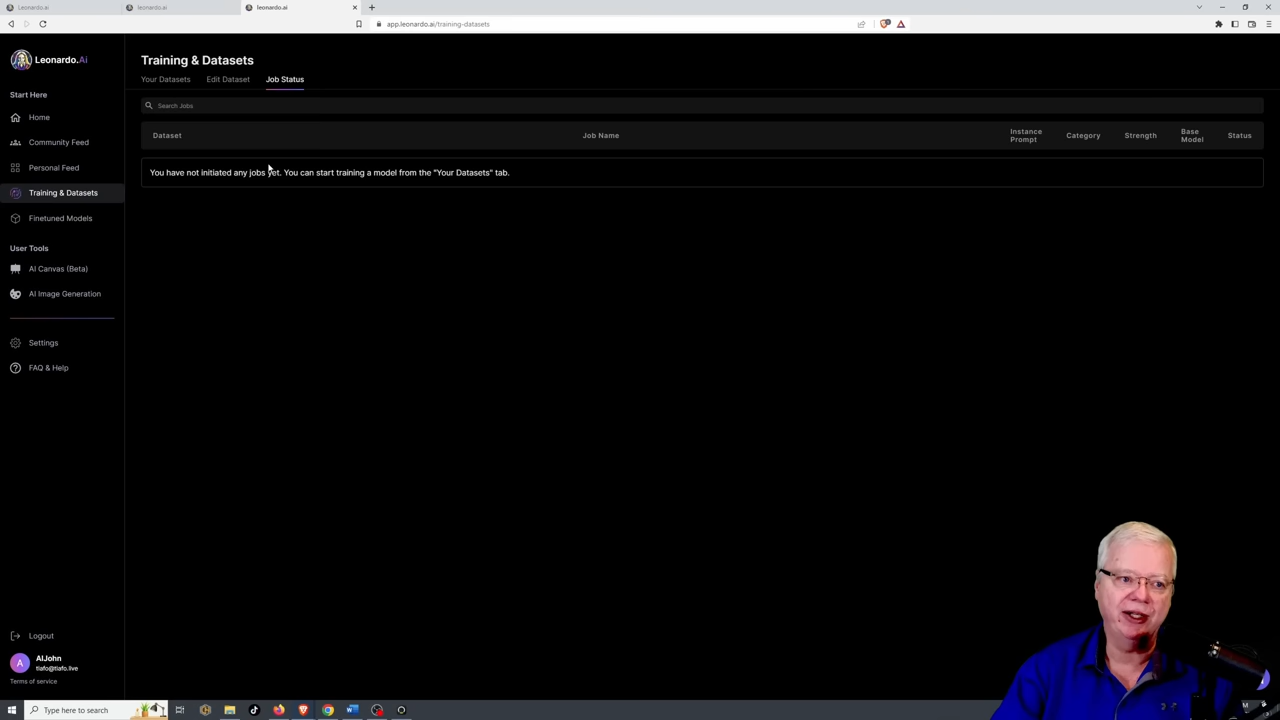 Leonardo.ai
leonardo.ai
leonardo.ai
app.leonardo.ai/training-datasets
Leonardo.Ai
Start Here
Home
Community Feed
Personal Feed
Training & Datasets
Finetuned Models
User Tools
AI Canvas (Beta)
AI Image Generation
Settings
FAQ & Help
Logout
A
AIJohn
tiafo@tiafo.live
Terms of service
Training & Datasets
Your Datasets Edit Dataset Job Status
Search Jobs
Dataset Job Name Instance Prompt Category Strength Base Model Status
You have not initiated any jobs yet. You can start training a model from the "Your Datasets" tab.
Type here to search